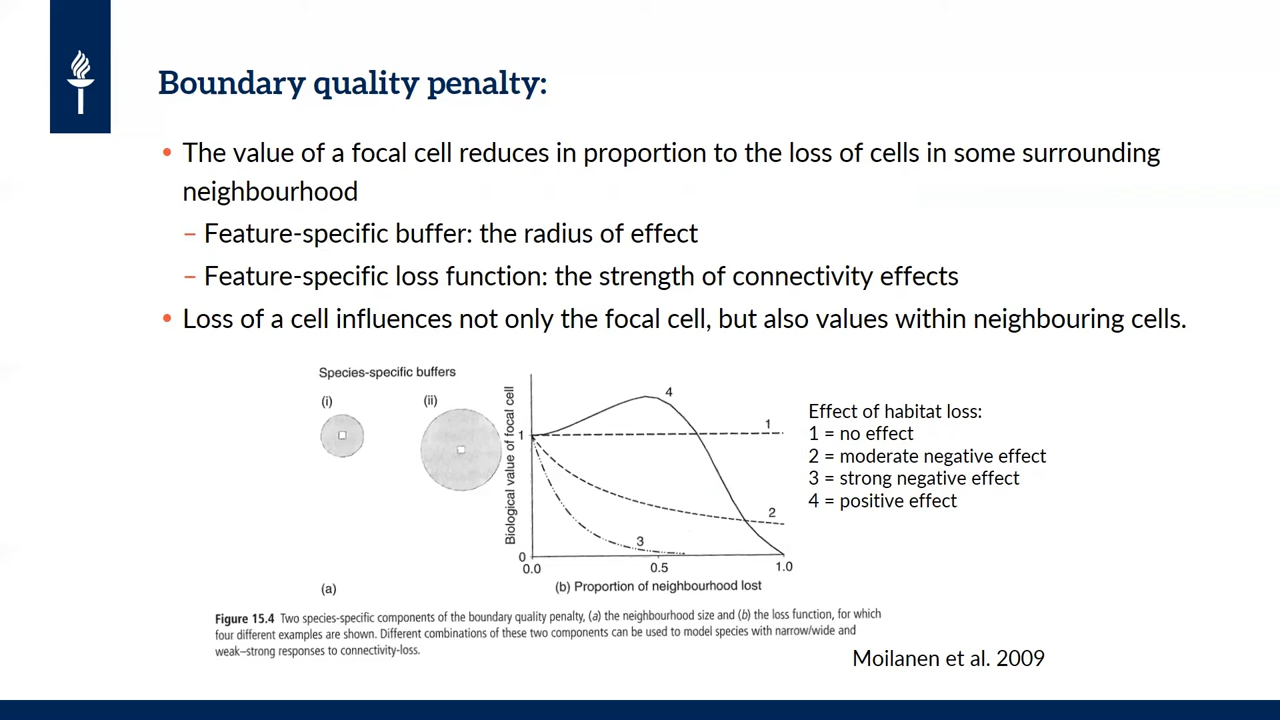 Boundary quality penalty:
• The value of a focal cell reduces in proportion to the loss of cells in some surrounding
neighbourhood
– Feature-specific buffer: the radius of effect
– Feature-specific loss function: the strength of connectivity effects
• Loss of a cell influences not only the focal cell, but also values within neighbouring cells.
Species-specific buffers
(i)
(ii)
(a)
Biological value of focal cell
1
0
4
1
2
3
0.0
0.5
1.0
(b) Proportion of neighbourhood lost
Effect of habitat loss:
1 = no effect
2 = moderate negative effect
3 = strong negative effect
4 = positive effect
Figure 15.4 Two species-specific components of the boundary quality penalty, (a) the neighbourhood size and (b) the loss function, for which
four different examples are shown. Different combinations of these two components can be used to model species with narrow/wide and
weak–strong responses to connectivity-loss.
Moilanen et al. 2009